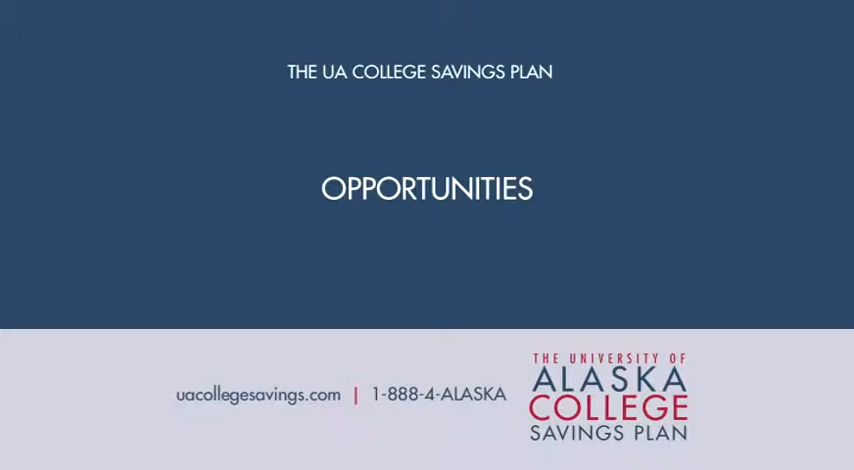 THE UA COLLEGE SAVINGS PLAN
OPPORTUNITIES
uacollegesavings.com | 1-888-4-ALASKA
THE UNIVERSITY OF
ALASKA
COLLEGE
SAVINGS PLAN